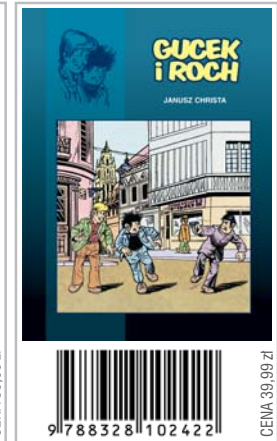 GUCEK
i ROCH
JANUSZ CHRISTA
9 788328 102422
CENA 39,99 zł